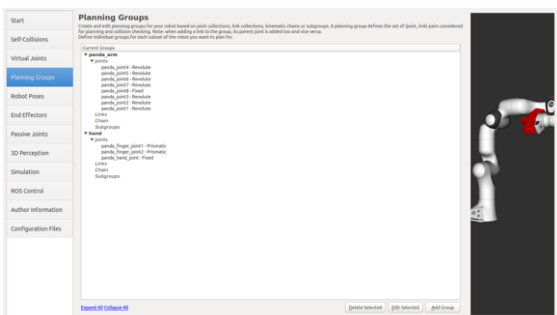 Start
Self-Collisions
Virtual Joints
Planning Groups
Robot Poses
End Effectors
Passive Joints
3D Perception
Simulation
ROS Control
Author Information
Configuration Files
Planning Groups
Create and edit planning groups for your robot based on joint collections, link collections, kinematic chains or subgroups. A planning group defines the set of (joint, link) pairs considered
for planning and collision checking. Note: when adding a link to the group, its parent joint is added too and vice versa.
Define individual groups for each subset of the robot you want to plan for.
Current Groups
panda_arm
Joints
panda_joint4 - Revolute
panda_joint5 - Revolute
panda_joint6 - Revolute
panda_joint7 - Revolute
panda_joint8 - Fixed
panda_joint3 - Revolute
panda_joint2 - Revolute
panda_joint1 - Revolute
Links
Chain
Subgroups
hand
Joints
panda_finger_joint1 - Prismatic
panda_finger_joint2 - Prismatic
panda_hand_joint - Fixed
Links
Chain
Subgroups
Expand All Collapse All
Delete Selected
Edit Selected
Add Group